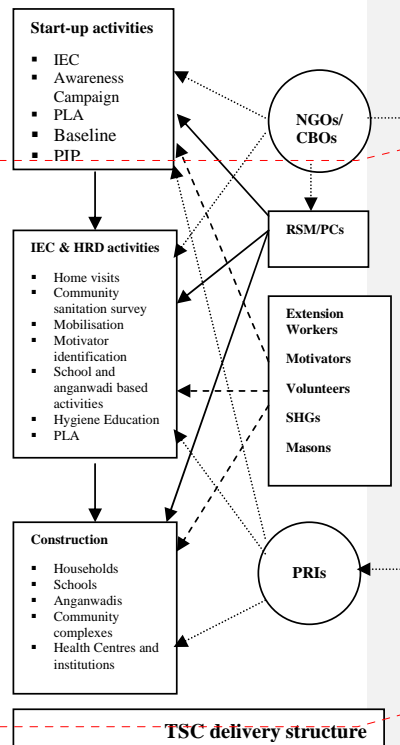 Start-up activities
▪ IEC
▪ Awareness
Campaign
▪ PLA
▪ Baseline
▪ PIP
NGOs/
CBOs
RSM/PCs
IEC & HRD activities
▪ Home visits
▪ Community
sanitation survey
▪ Mobilisation
▪ Motivator
identification
▪ School and
anganwadi based
activities
▪ Hygiene Education
▪ PLA
Extension
Workers
Motivators
Volunteers
SHGs
Masons
Construction
▪ Households
▪ Schools
▪ Anganwadis
▪ Community
complexes
▪ Health Centres and
institutions
PRIs
TSC delivery structure